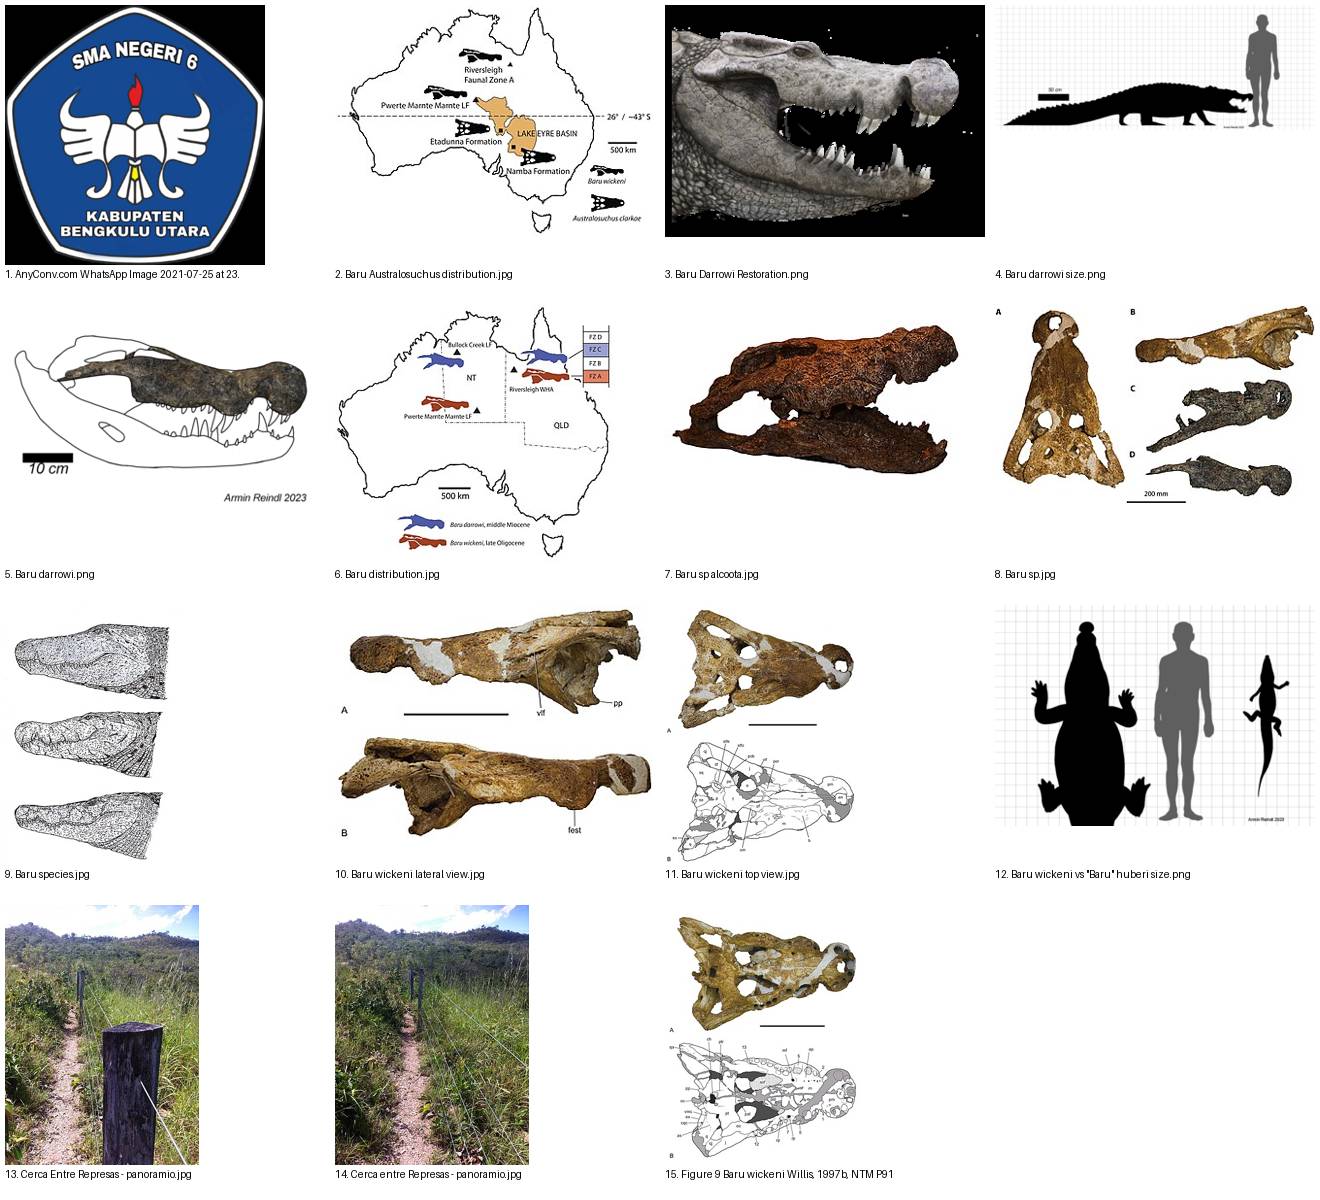 SMA NEGERI 6
KABUPATEN
BENGKULU UTARA
1. AnyConv.com WhatsApp Image 2021-07-25 at 23.
Riversleigh
Faunal Zone A
Pwerte Marnte Marnte LF
26° / ~43° S
LAKE EYRE BASIN
Etadunna Formation
500 km
Namba Formation
Baru wickeni
Australosuchus clarkae
2. Baru Australosuchus distribution.jpg
3. Baru Darrowi Restoration.png
50 cm
4. Baru darrowi size.png
10 cm
Armin Reindl 2023
5. Baru darrowi.png
FZ D
Bullock Creek LF
FZ C
FZ B
NT
FZ A
Riversleigh WHA
Pwerte Marnte Marnte LF
QLD
500 km
Baru darrowi, middle Miocene
Baru wickeni, late Oligocene
6. Baru distribution.jpg
7. Baru sp alcoota.jpg
A
B
C
D
200 mm
8. Baru sp.jpg
9. Baru species.jpg
A
vlf
pp
B
fest
10. Baru wickeni lateral view.jpg
A
B
11. Baru wickeni top view.jpg
Armin Reindl 2023
12. Baru wickeni vs "Baru" huberi size.png
13. Cerca Entre Represas - panoramio.jpg
14. Cerca entre Represas - panoramio.jpg
A
B
15. Figure 9 Baru wickeni Willis, 1997b, NTM P91